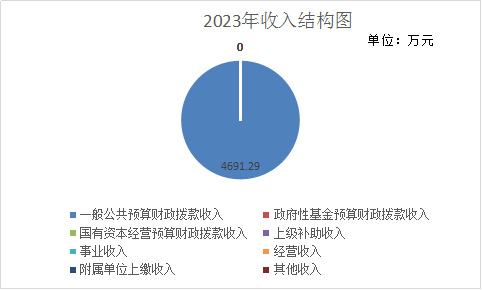 2023年收入结构图
单位：万元
0
4691.29
一般公共预算财政拨款收入
政府性基金预算财政拨款收入
国有资本经营预算财政拨款收入
上级补助收入
事业收入
经营收入
附属单位上缴收入
其他收入